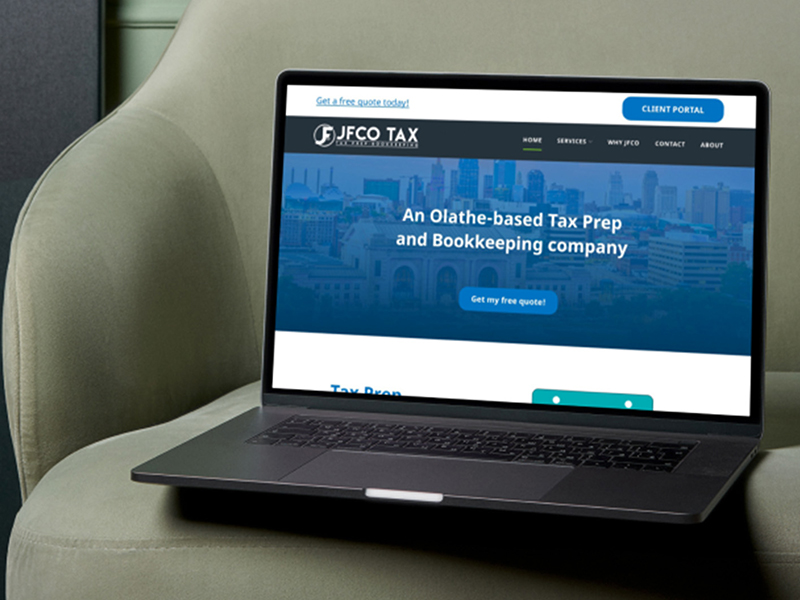 Get a free quote today!
CLIENT PORTAL
JFCO TAX
TAX PREP BOOKKEEPING
HOME
SERVICES
WHY JFCO
CONTACT
ABOUT
An Olathe-based Tax Prep
and Bookkeeping company
Get my free quote!
Tax Prep